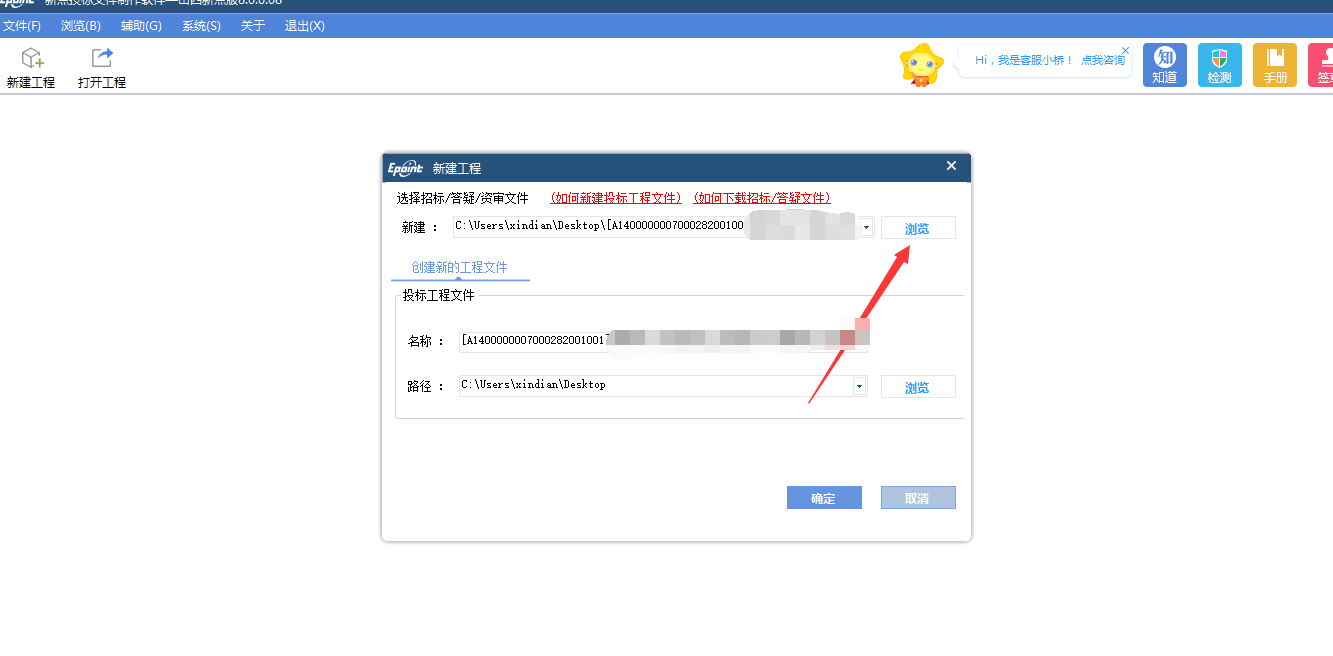 文件(F) 浏览(B) 辅助(G) 系统(S) 关于 退出(X)
新建工程 打开工程
Hi，我是客服小桥！ 点我咨询
知
知道 检测 手册
Epoint 新建工程
选择招标/答疑/资审文件 (如何新建投标工程文件) (如何下载招标/答疑文件)
新建 ： C:\Users\xindian\Desktop\[A140000000700028200100 浏览
创建新的工程文件
投标工程文件
名称 ： [A1400000007000282001001]
路径 ： C:\Users\xindian\Desktop 浏览
确定 取消